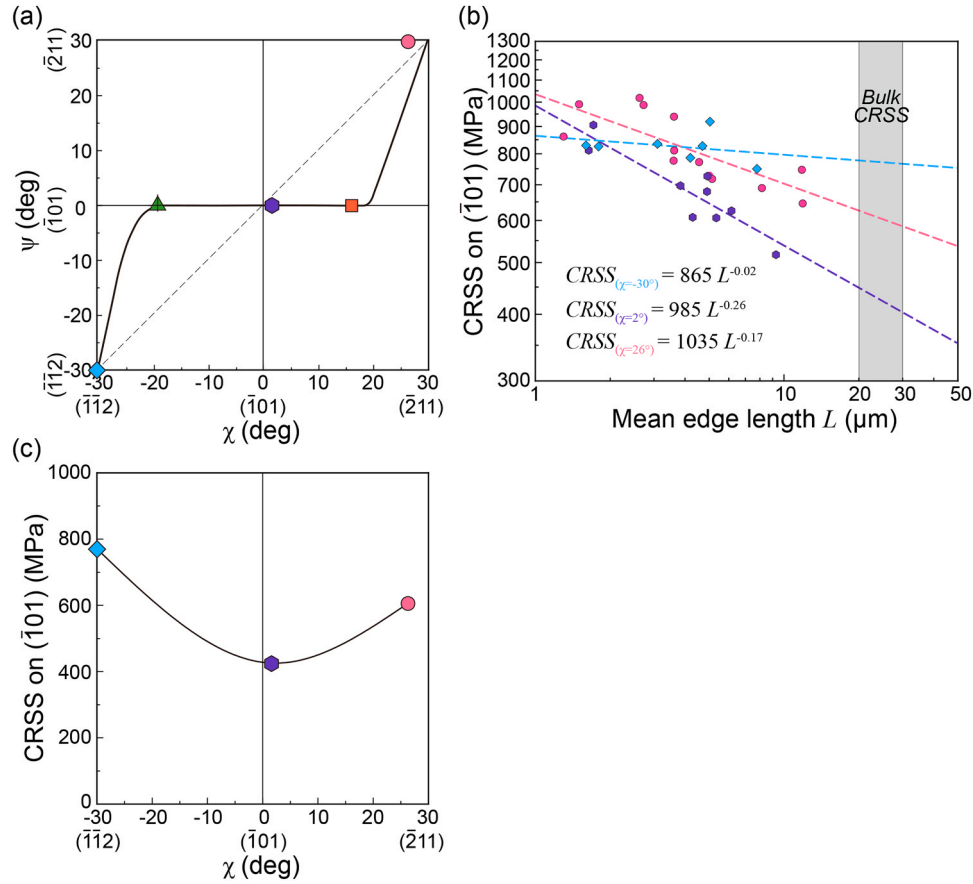 (a)
ψ (deg)
(2̄11)
(1̄01)
(1̄1̄2)
30
20
10
0
-10
-20
-30
-30 -20 -10 0 10 20 30
(1̄1̄2) (1̄01) (2̄11)
χ (deg)
(b)
CRSS on (1̄01) (MPa)
1300
1100
1000
900
800
700
600
500
400
300
Bulk
CRSS
CRSS(χ=-30°) = 865 L^-0.02
CRSS(χ=2°) = 985 L^-0.26
CRSS(χ=26°) = 1035 L^-0.17
1 10 20 30 50
Mean edge length L (μm)
(c)
CRSS on (1̄01) (MPa)
1000
800
600
400
200
0
-30 -20 -10 0 10 20 30
(1̄1̄2) (1̄01) (2̄11)
χ (deg)